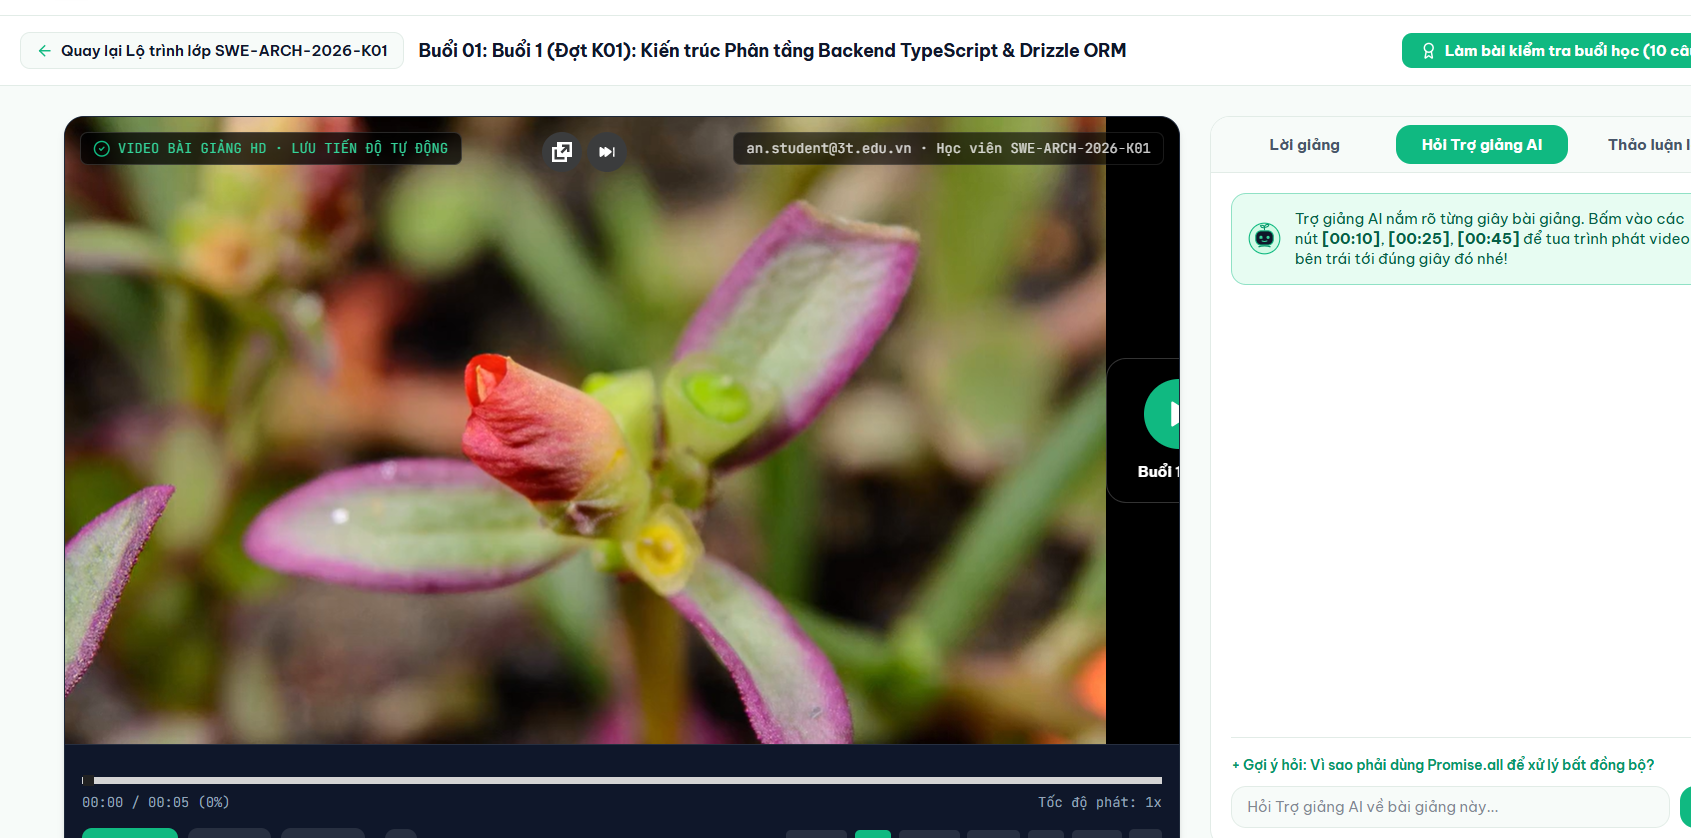 Quay lại Lộ trình lớp SWE-ARCH-2026-K01
Buổi 01: Buổi 1 (Đợt K01): Kiến trúc Phân tầng Backend TypeScript & Drizzle ORM
Làm bài kiểm tra buổi học (10 câ
VIDEO BÀI GIẢNG HD · LƯU TIẾN ĐỘ TỰ ĐỘNG
an.student@3t.edu.vn · Học viên SWE-ARCH-2026-K01
Buổi 1
00:00 / 00:05 (0%)
Tốc độ phát: 1x
Lời giảng
Hỏi Trợ giảng AI
Thảo luận l
Trợ giảng AI nắm rõ từng giây bài giảng. Bấm vào các
nút [00:10], [00:25], [00:45] để tua trình phát video
bên trái tới đúng giây đó nhé!
+ Gợi ý hỏi: Vì sao phải dùng Promise.all để xử lý bất đồng bộ?
Hỏi Trợ giảng AI về bài giảng này...